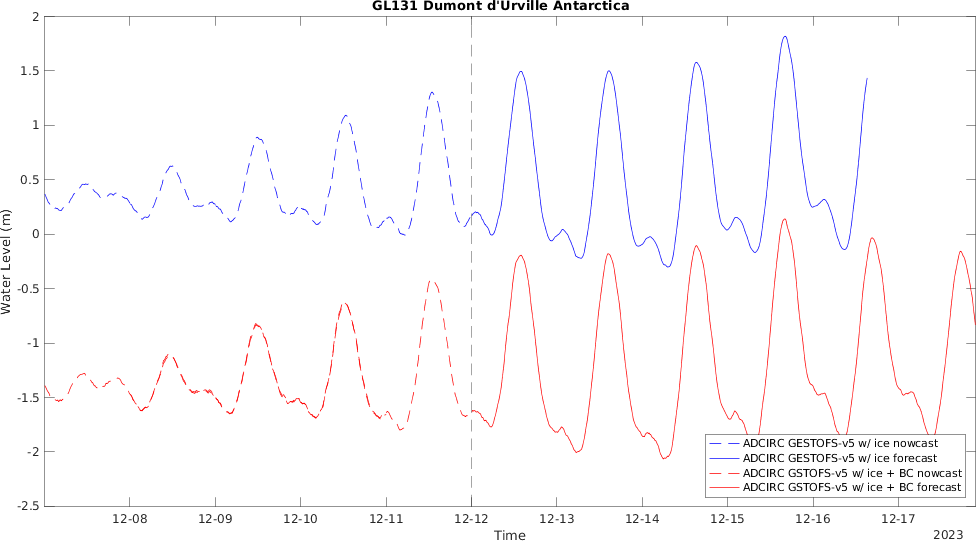 GL131 Dumont d'Urville Antarctica
2
1.5
1
0.5
0
-0.5
-1
-1.5
-2
-2.5
Water Level (m)
ADCIRC GESTOFS-v5 w/ ice nowcast
ADCIRC GESTOFS-v5 w/ ice forecast
ADCIRC GSTOFS-v5 w/ ice + BC nowcast
ADCIRC GSTOFS-v5 w/ ice + BC forecast
12-08 12-09 12-10 12-11 12-12 12-13 12-14 12-15 12-16 12-17
Time
2023